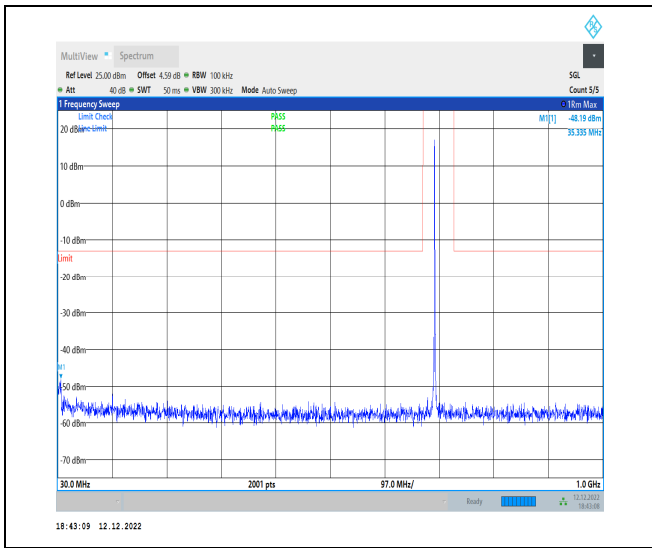 MultiView Spectrum
Ref Level 25.00 dBm Offset 4.59 dB RBW 100 kHz SGL
Att 40 dB SWT 50 ms VBW 300 kHz Mode Auto Sweep Count 5/5
1 Frequency Sweep 1Rm Max
Limit Check PASS M1[1] -48.19 dBm
20 dBm Line Limit PASS 35.335 MHz
10 dBm
0 dBm
-10 dBm
Limit
-20 dBm
-30 dBm
-40 dBm
M1
-50 dBm
-60 dBm
-70 dBm
30.0 MHz 2001 pts 97.0 MHz/ 1.0 GHz
Ready 12.12.2022
18:43:08
18:43:09 12.12.2022